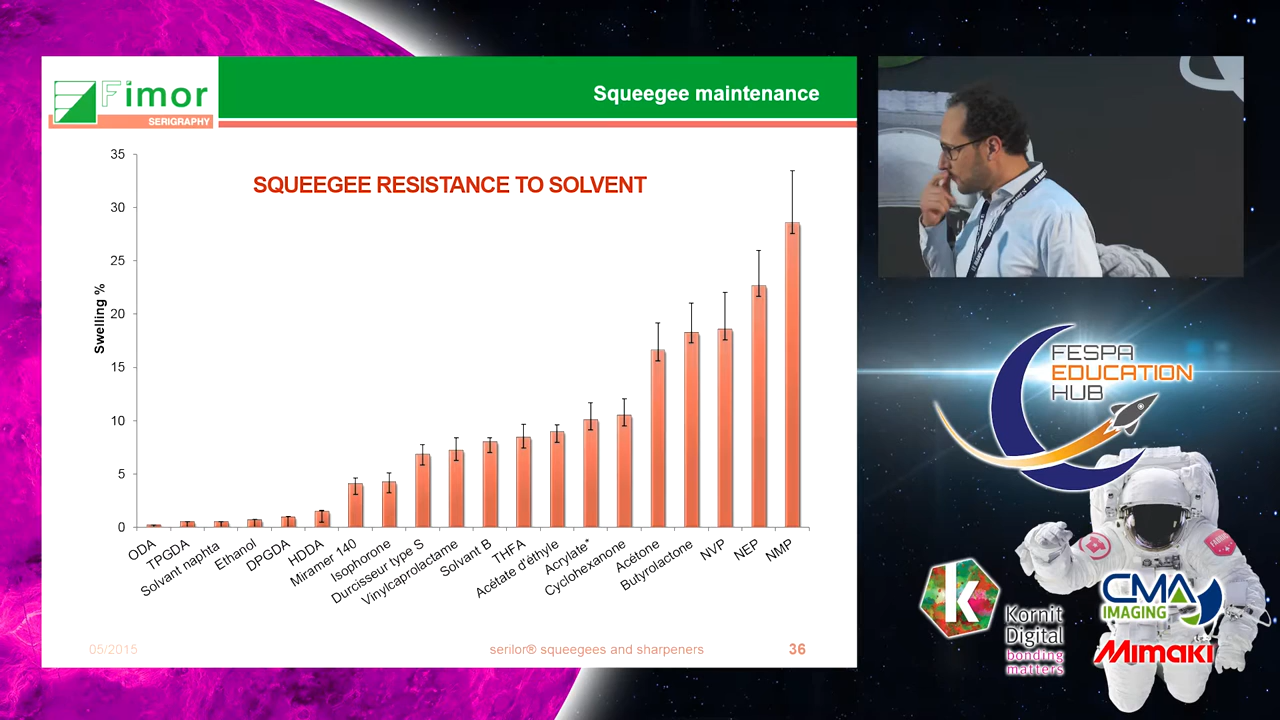 Fimor
SERIGRAPHY
Squeegee maintenance
SQUEEGEE RESISTANCE TO SOLVENT
Swelling %
35
30
25
20
15
10
5
0
ODA
TPGDA
Solvant naphta
Ethanol
DPGDA
HDDA
Miramer 140
Isophorone
Durcisseur type S
Vinylcaprolactame
Solvant B
THFA
Acétate d'éthyle
Acrylate*
Cyclohexanone
Acétone
Butyrolactone
NVP
NEP
NMP
05/2015
serilor® squeegees and sharpeners
36
FESPA
EDUCATION
HUB
k
Kornit
Digital
bonding
matters
CMA
IMAGING
Mimaki